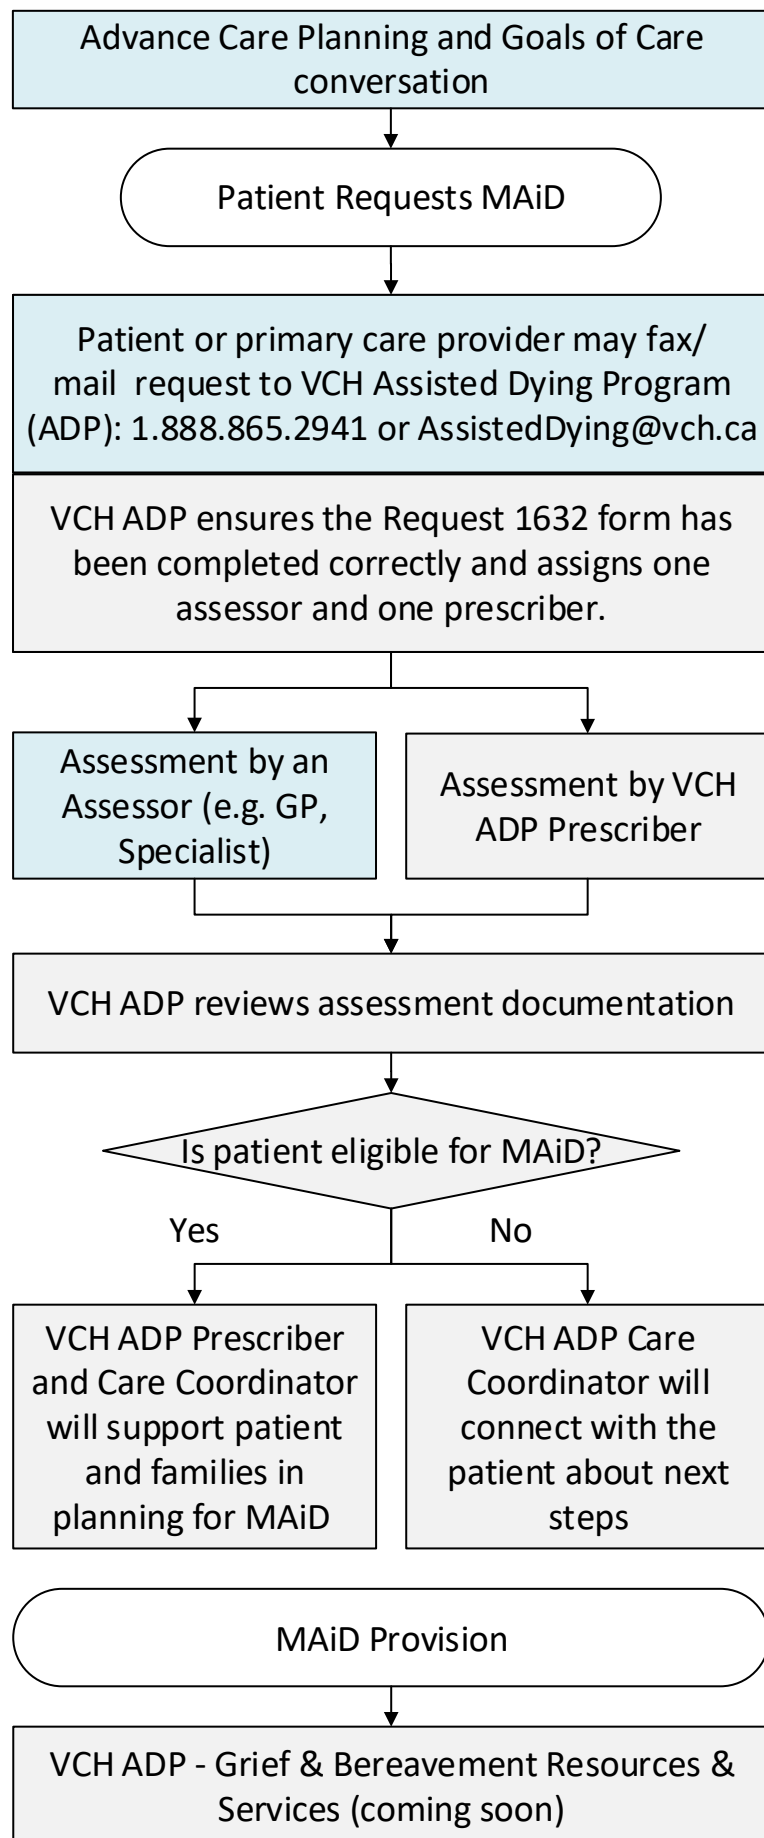 Advance Care Planning and Goals of Care
conversation
Patient Requests MAiD
Patient or primary care provider may fax/
mail request to VCH Assisted Dying Program
(ADP): 1.888.865.2941 or AssistedDying@vch.ca
VCH ADP ensures the Request 1632 form has
been completed correctly and assigns one
assessor and one prescriber.
Assessment by an
Assessor (e.g. GP,
Specialist)
Assessment by VCH
ADP Prescriber
VCH ADP reviews assessment documentation
Is patient eligible for MAiD?
Yes
No
VCH ADP Prescriber
and Care Coordinator
will support patient
and families in
planning for MAiD
VCH ADP Care
Coordinator will
connect with the
patient about next
steps
MAiD Provision
VCH ADP - Grief & Bereavement Resources &
Services (coming soon)